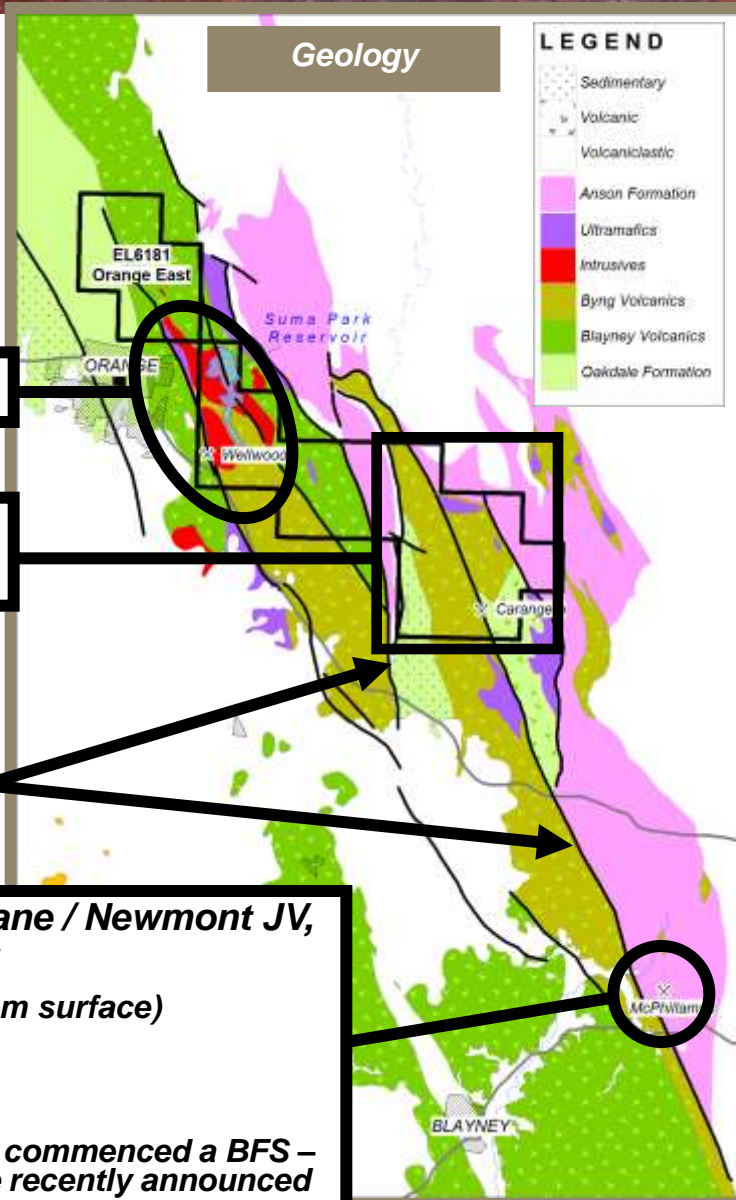 Geology
LEGEND
Sedimentary
Volcanic
Volcaniclastic
Anson Formation
Ultramafics
Intrusives
Byng Volcanics
Blayney Volcanics
Oakdale Formation
EL6181
Orange East
Suma Park
Reservoir
ORANGE
Wellwood
Carange
McPhillam
ane / Newmont JV,
m surface)
commenced a BFS –
e recently announced
BLAYNEY